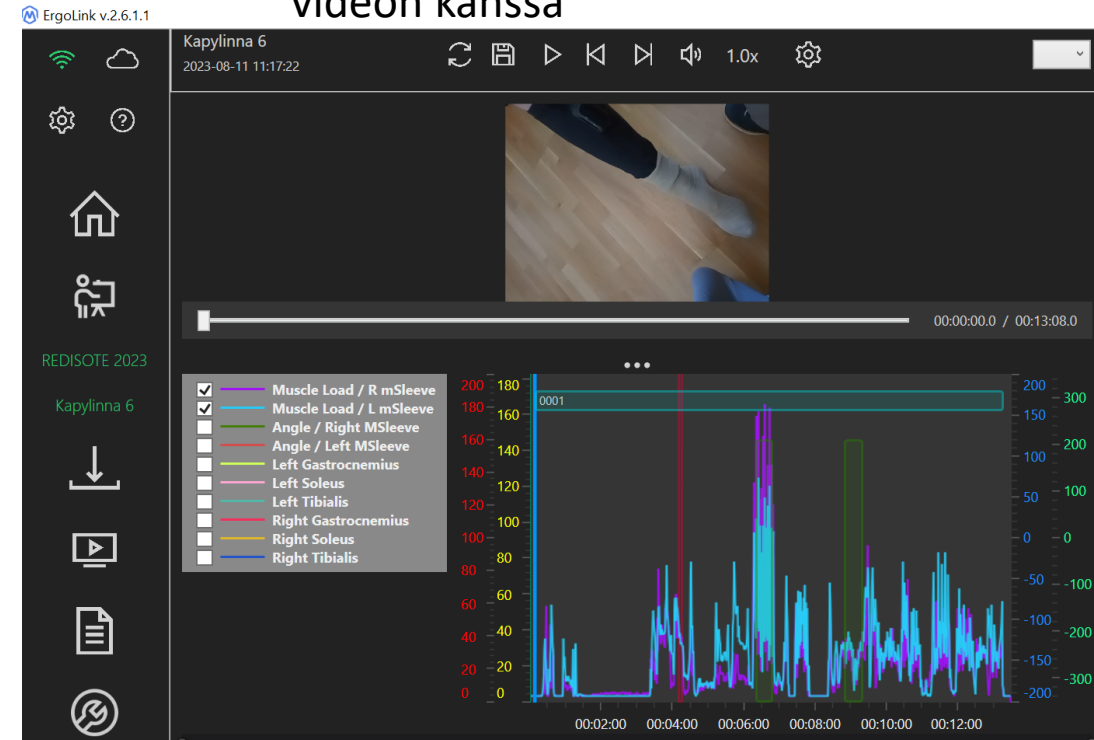 videon kanssa
ErgoLink v.2.6.1.1
Kapylinna 6
2023-08-11 11:17:22
1.0x
00:00:00.0 / 00:13:08.0
REDISOTE 2023
Kapylinna 6
Muscle Load / R mSleeve
Muscle Load / L mSleeve
Angle / Right MSleeve
Angle / Left MSleeve
Left Gastrocnemius
Left Soleus
Left Tibialis
Right Gastrocnemius
Right Soleus
Right Tibialis
200
180
160
140
120
100
80
60
40
20
0
180
160
140
120
100
80
60
40
20
0
0001
200
150
100
50
0
-50
-100
-150
-200
300
200
100
0
-100
-200
-300
00:02:00 00:04:00 00:06:00 00:08:00 00:10:00 00:12:00